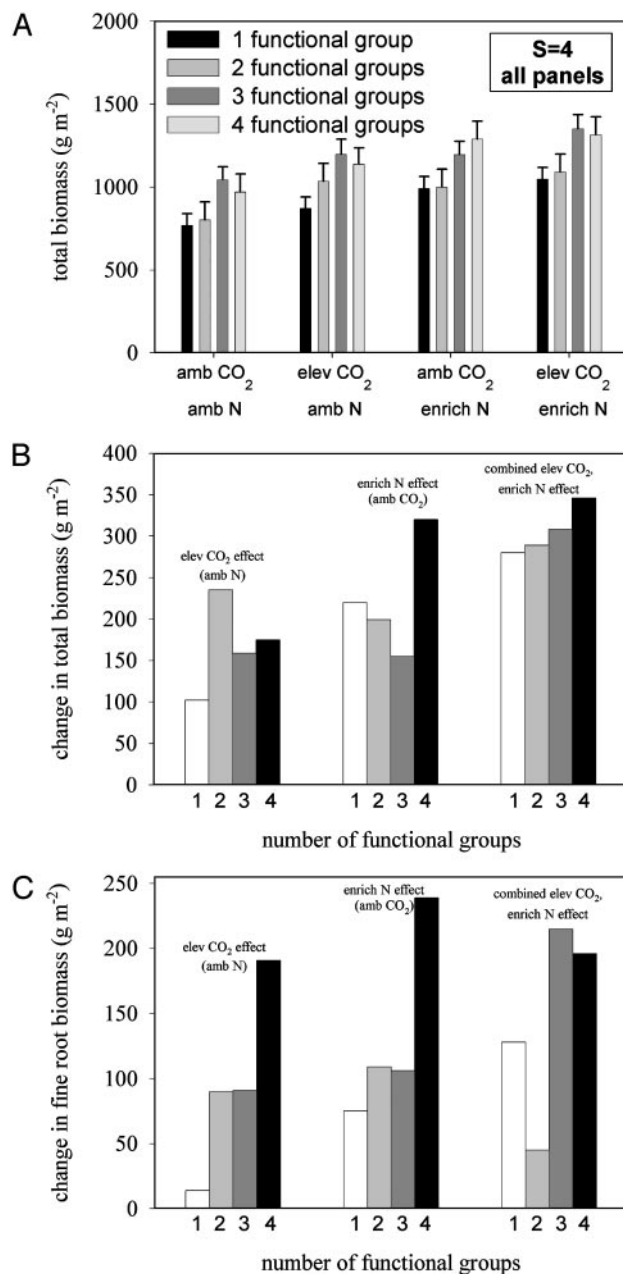 A
2000
1500
1000
500
0
total biomass (g m-2)
1 functional group
2 functional groups
3 functional groups
4 functional groups
S=4
all panels
amb CO2 elev CO2 amb CO2 elev CO2
amb N amb N enrich N enrich N
B
400
350
300
250
200
150
100
50
0
change in total biomass (g m-2)
elev CO2 effect
(amb N)
enrich N effect
(amb CO2)
combined elev CO2,
enrich N effect
1 2 3 4 1 2 3 4 1 2 3 4
number of functional groups
C
250
200
150
100
50
0
change in fine root biomass (g m-2)
elev CO2 effect
(amb N)
enrich N effect
(amb CO2)
combined elev CO2,
enrich N effect
1 2 3 4 1 2 3 4 1 2 3 4
number of functional groups